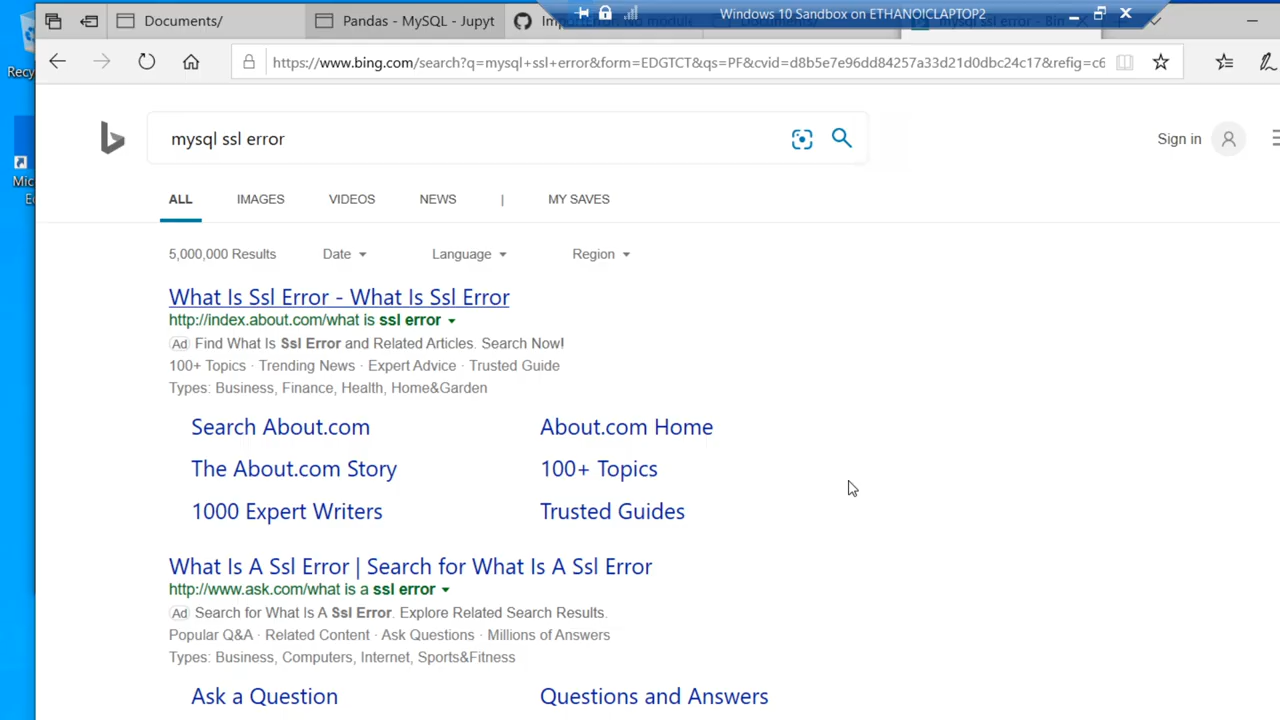 Documents/
Pandas - MySQL - Jupyt
Windows 10 Sandbox on ETHANOICLAPTOP2
https://www.bing.com/search?q=mysql+ssl+error&form=EDGTCT&qs=PF&cvid=d8b5e7e96dd84257a33d21d0dbc24c17&refig=c6
Recy
mysql ssl error
Sign in
Mic
E
ALL IMAGES VIDEOS NEWS | MY SAVES
5,000,000 Results Date Language Region
What Is Ssl Error - What Is Ssl Error
http://index.about.com/what is ssl error
Ad Find What Is Ssl Error and Related Articles. Search Now!
100+ Topics · Trending News · Expert Advice · Trusted Guide
Types: Business, Finance, Health, Home&Garden
Search About.com About.com Home
The About.com Story 100+ Topics
1000 Expert Writers Trusted Guides
What Is A Ssl Error | Search for What Is A Ssl Error
http://www.ask.com/what is a ssl error
Ad Search for What Is A Ssl Error. Explore Related Search Results.
Popular Q&A · Related Content · Ask Questions · Millions of Answers
Types: Business, Computers, Internet, Sports&Fitness
Ask a Question Questions and Answers